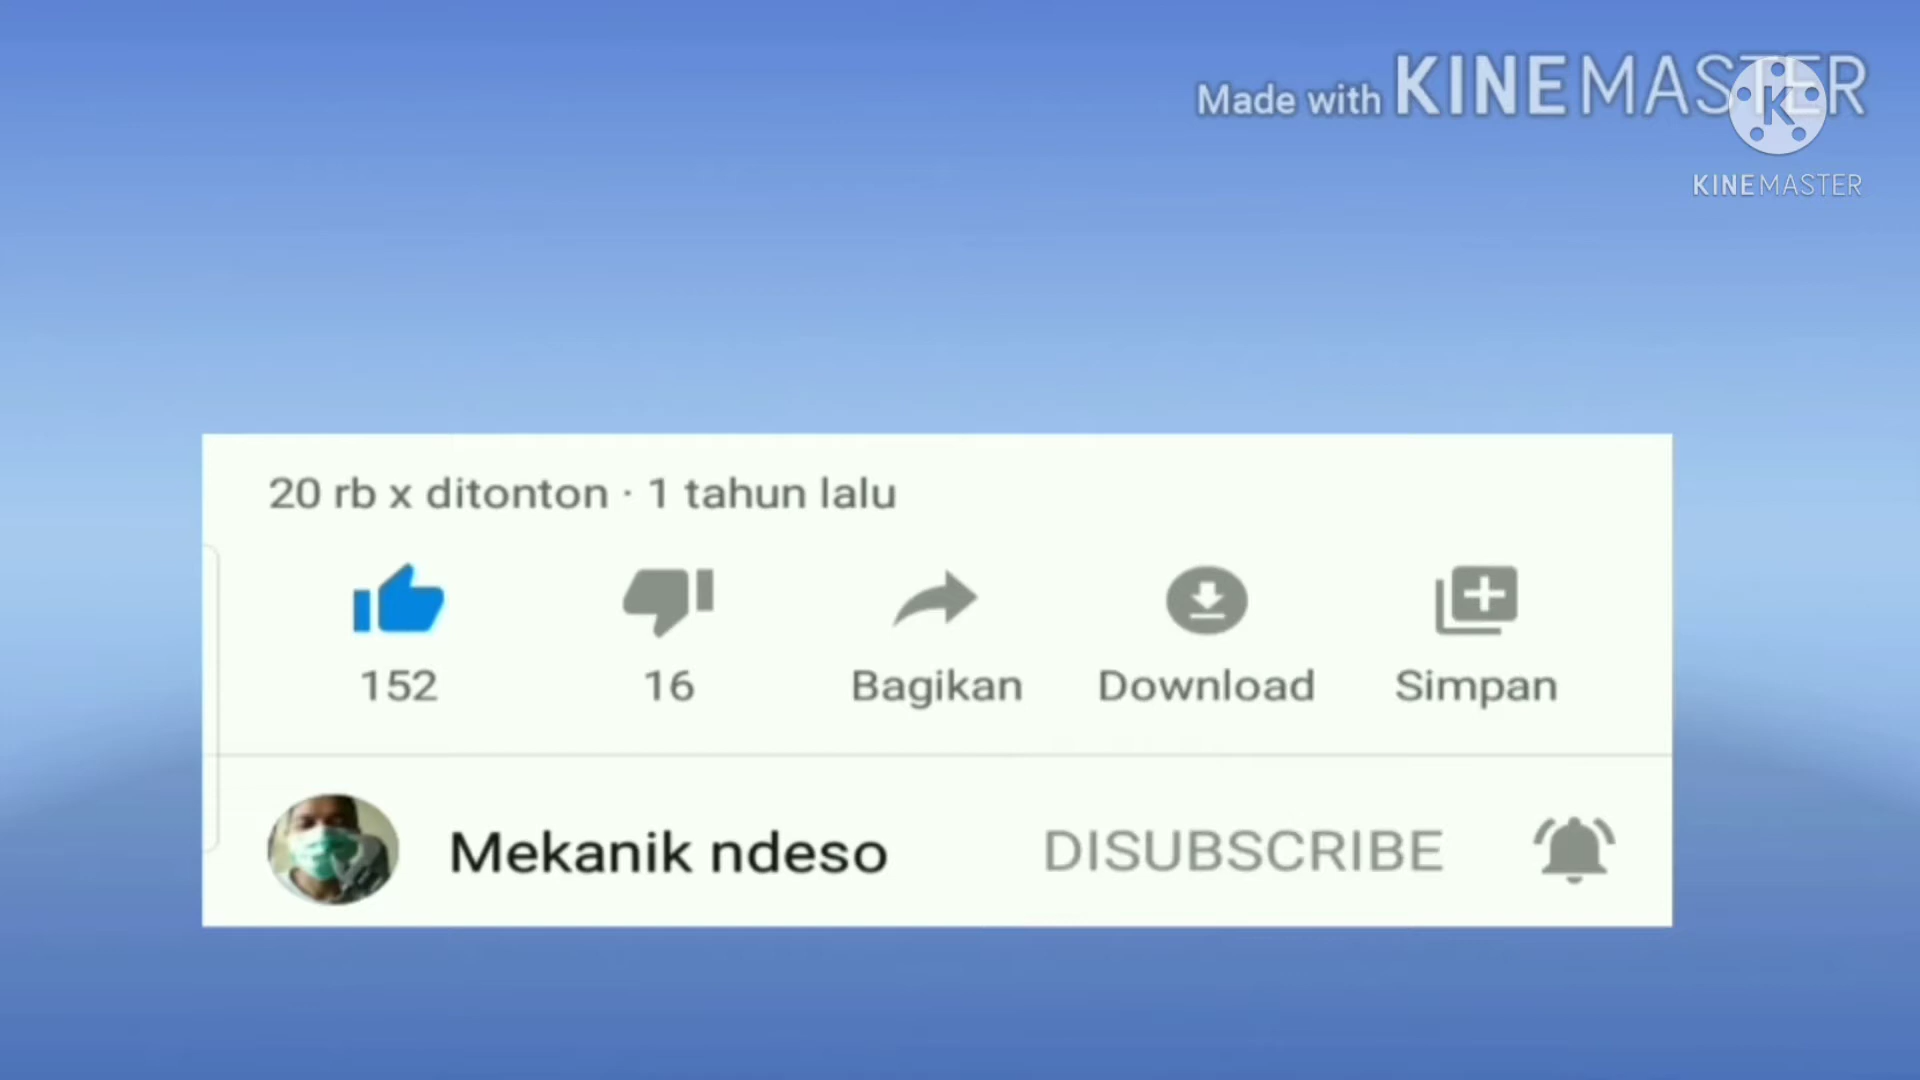 Made with KINEMASTER
K
KINEMASTER
20 rb x ditonton · 1 tahun lalu
152
16
Bagikan
Download
Simpan
Mekanik ndeso
DISUBSCRIBE